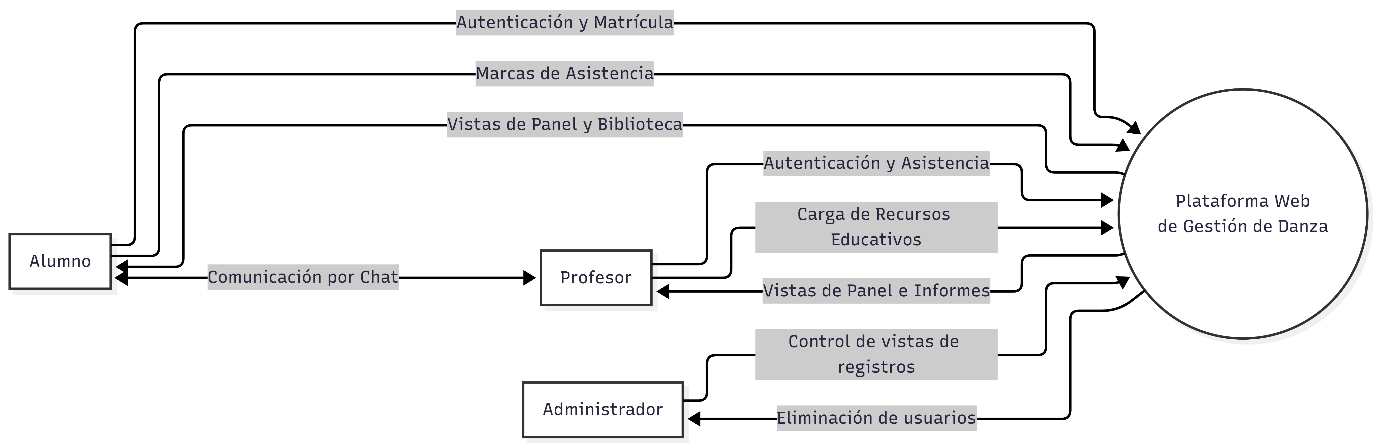 Autenticación y Matrícula
Marcas de Asistencia
Vistas de Panel y Biblioteca
Autenticación y Asistencia
Carga de Recursos
Educativos
Plataforma Web
de Gestión de Danza
Alumno
Comunicación por Chat
Profesor
Vistas de Panel e Informes
Control de vistas de
registros
Administrador
Eliminación de usuarios